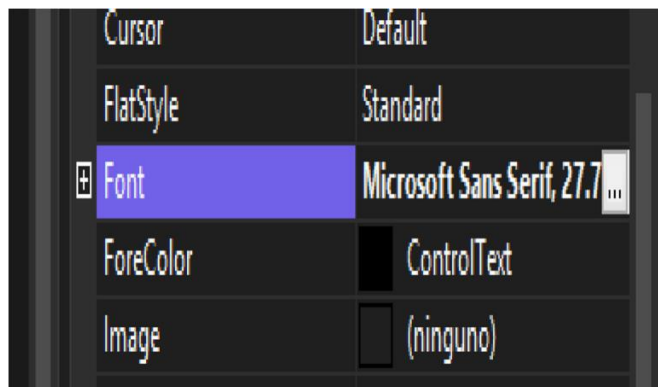 Cursor Default
FlatStyle Standard
Font Microsoft Sans Serif, 27.7 ...
ForeColor ControlText
Image (ninguno)